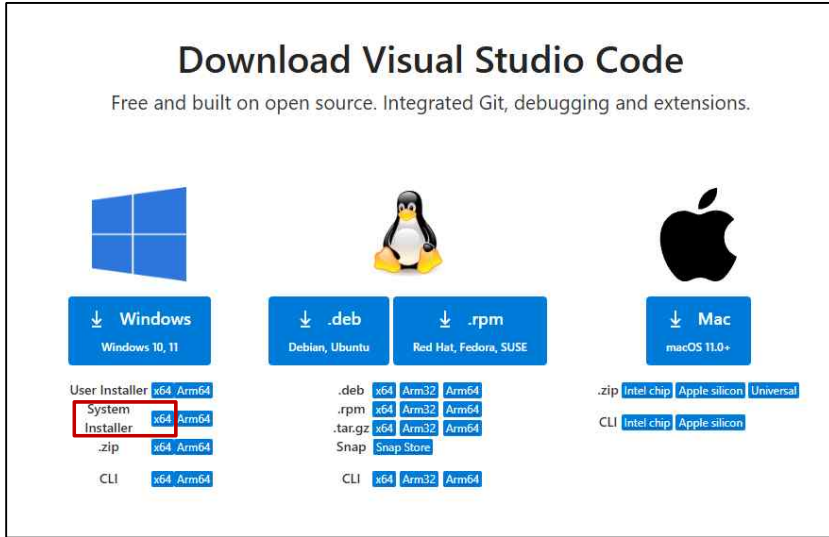 Download Visual Studio Code
Free and built on open source. Integrated Git, debugging and extensions.
Windows
Windows 10, 11
User Installer x64 Arm64
System Installer x64 Arm64
.zip x64 Arm64
CLI x64 Arm64
.deb
Debian, Ubuntu
.rpm
Red Hat, Fedora, SUSE
.deb x64 Arm32 Arm64
.rpm x64 Arm32 Arm64
.tar.gz x64 Arm32 Arm64
Snap Snap Store
CLI x64 Arm32 Arm64
Mac
macOS 11.0+
.zip Intel chip Apple silicon Universal
CLI Intel chip Apple silicon